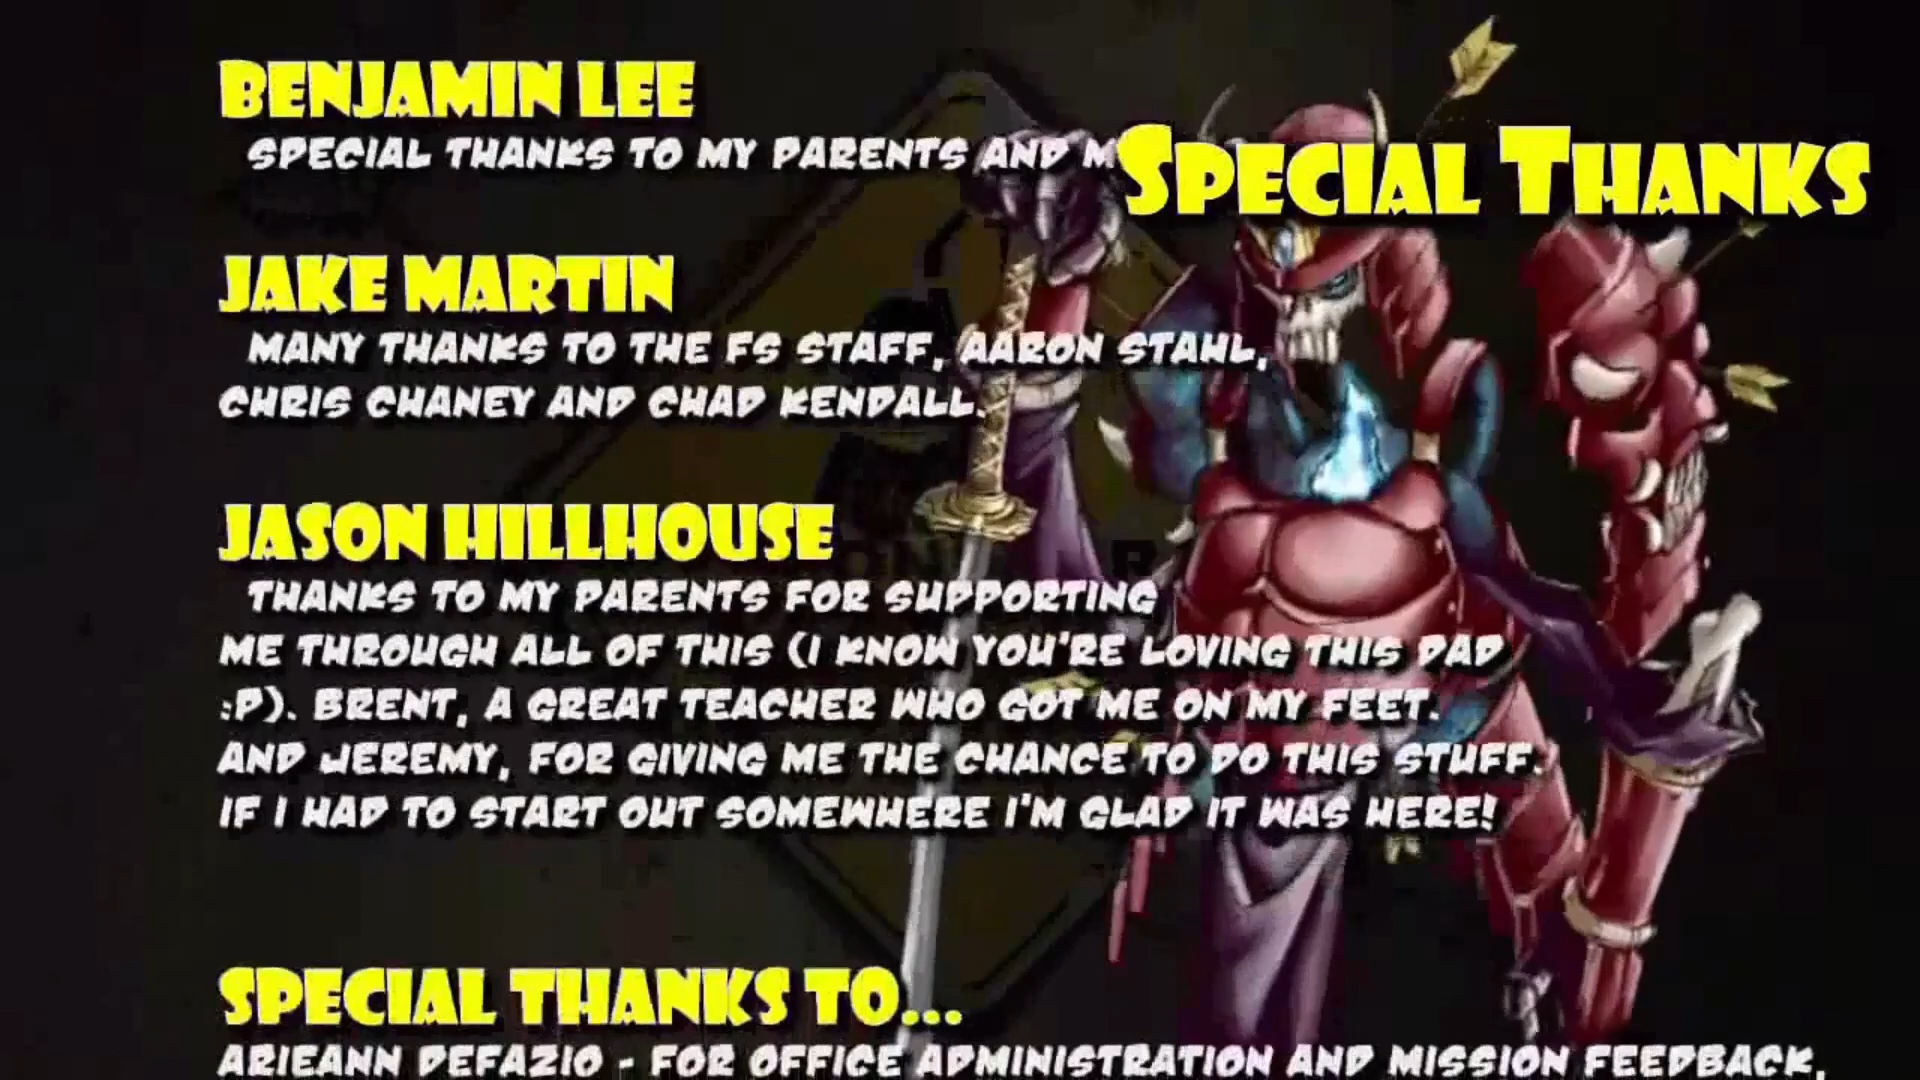 BENJAMIN LEE
SPECIAL THANKS TO MY PARENTS AND
SPECIAL THANKS
JAKE MARTIN
MANY THANKS TO THE FS STAFF, AARON STAHL,
CHRIS CHANEY AND CHAD KENDALL.
JASON HILLHOUSE
THANKS TO MY PARENTS FOR SUPPORTING
ME THROUGH ALL OF THIS (I KNOW YOU'RE LOVING THIS DAD
:P). BRENT, A GREAT TEACHER WHO GOT ME ON MY FEET.
AND JEREMY, FOR GIVING ME THE CHANCE TO DO THIS STUFF.
IF I HAD TO START OUT SOMEWHERE I'M GLAD IT WAS HERE!
SPECIAL THANKS TO...
ARIEANN DEFAZIO - FOR OFFICE ADMINISTRATION AND MISSION FEEDBACK,